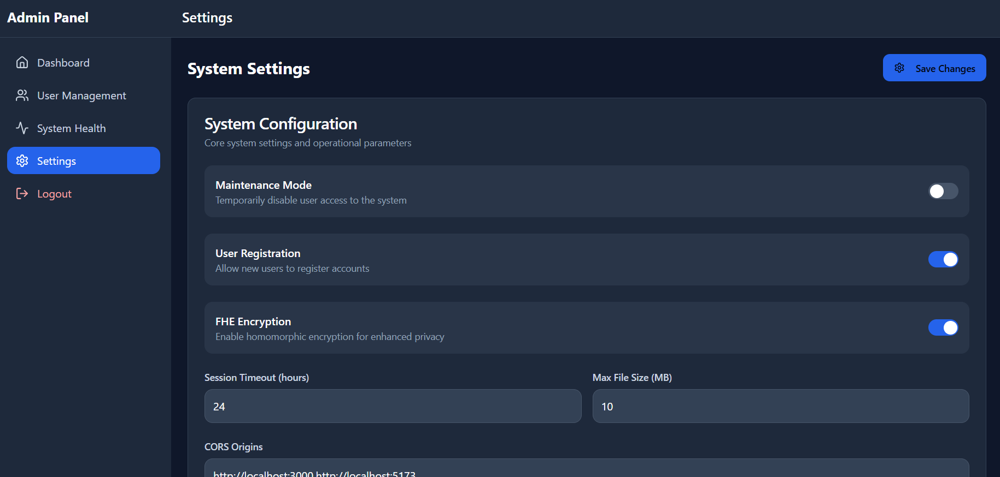 Admin Panel
Settings
Dashboard
User Management
System Health
Settings
Logout
System Settings
Save Changes
System Configuration
Core system settings and operational parameters
Maintenance Mode
Temporarily disable user access to the system
User Registration
Allow new users to register accounts
FHE Encryption
Enable homomorphic encryption for enhanced privacy
Session Timeout (hours)
Max File Size (MB)
24
10
CORS Origins
http://localhost:3000,http://localhost:5173